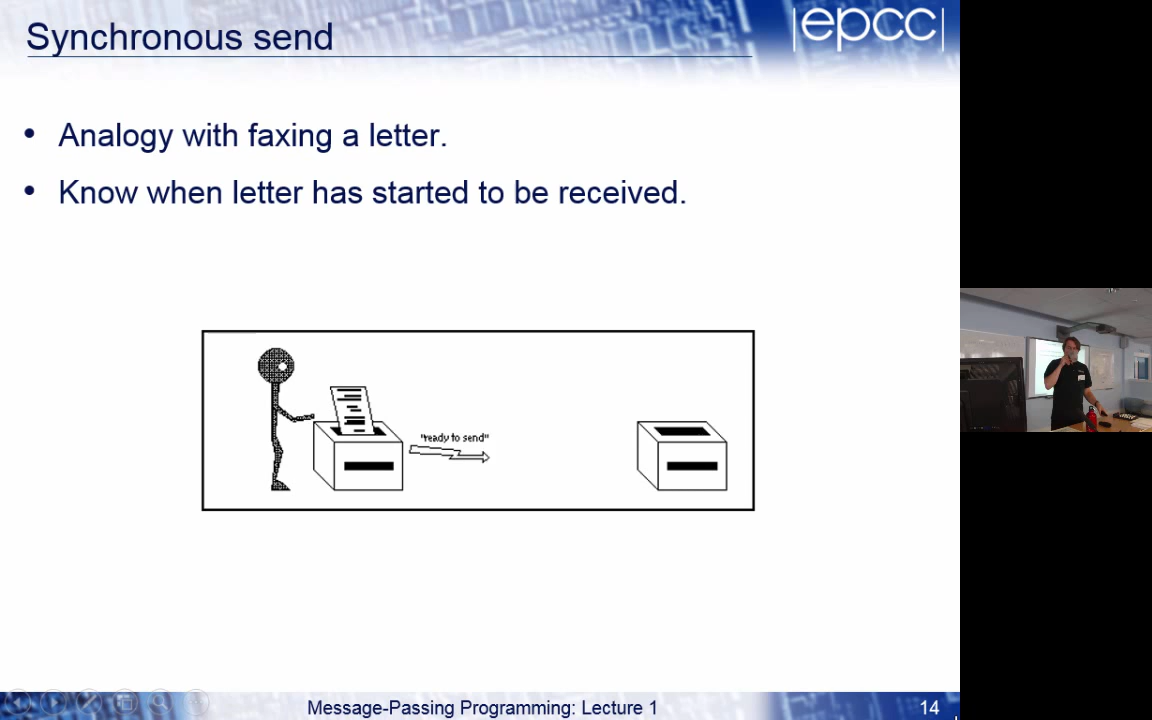 Synchronous send
|epcc|
• Analogy with faxing a letter.
• Know when letter has started to be received.
"ready to send"
Message-Passing Programming: Lecture 1
14